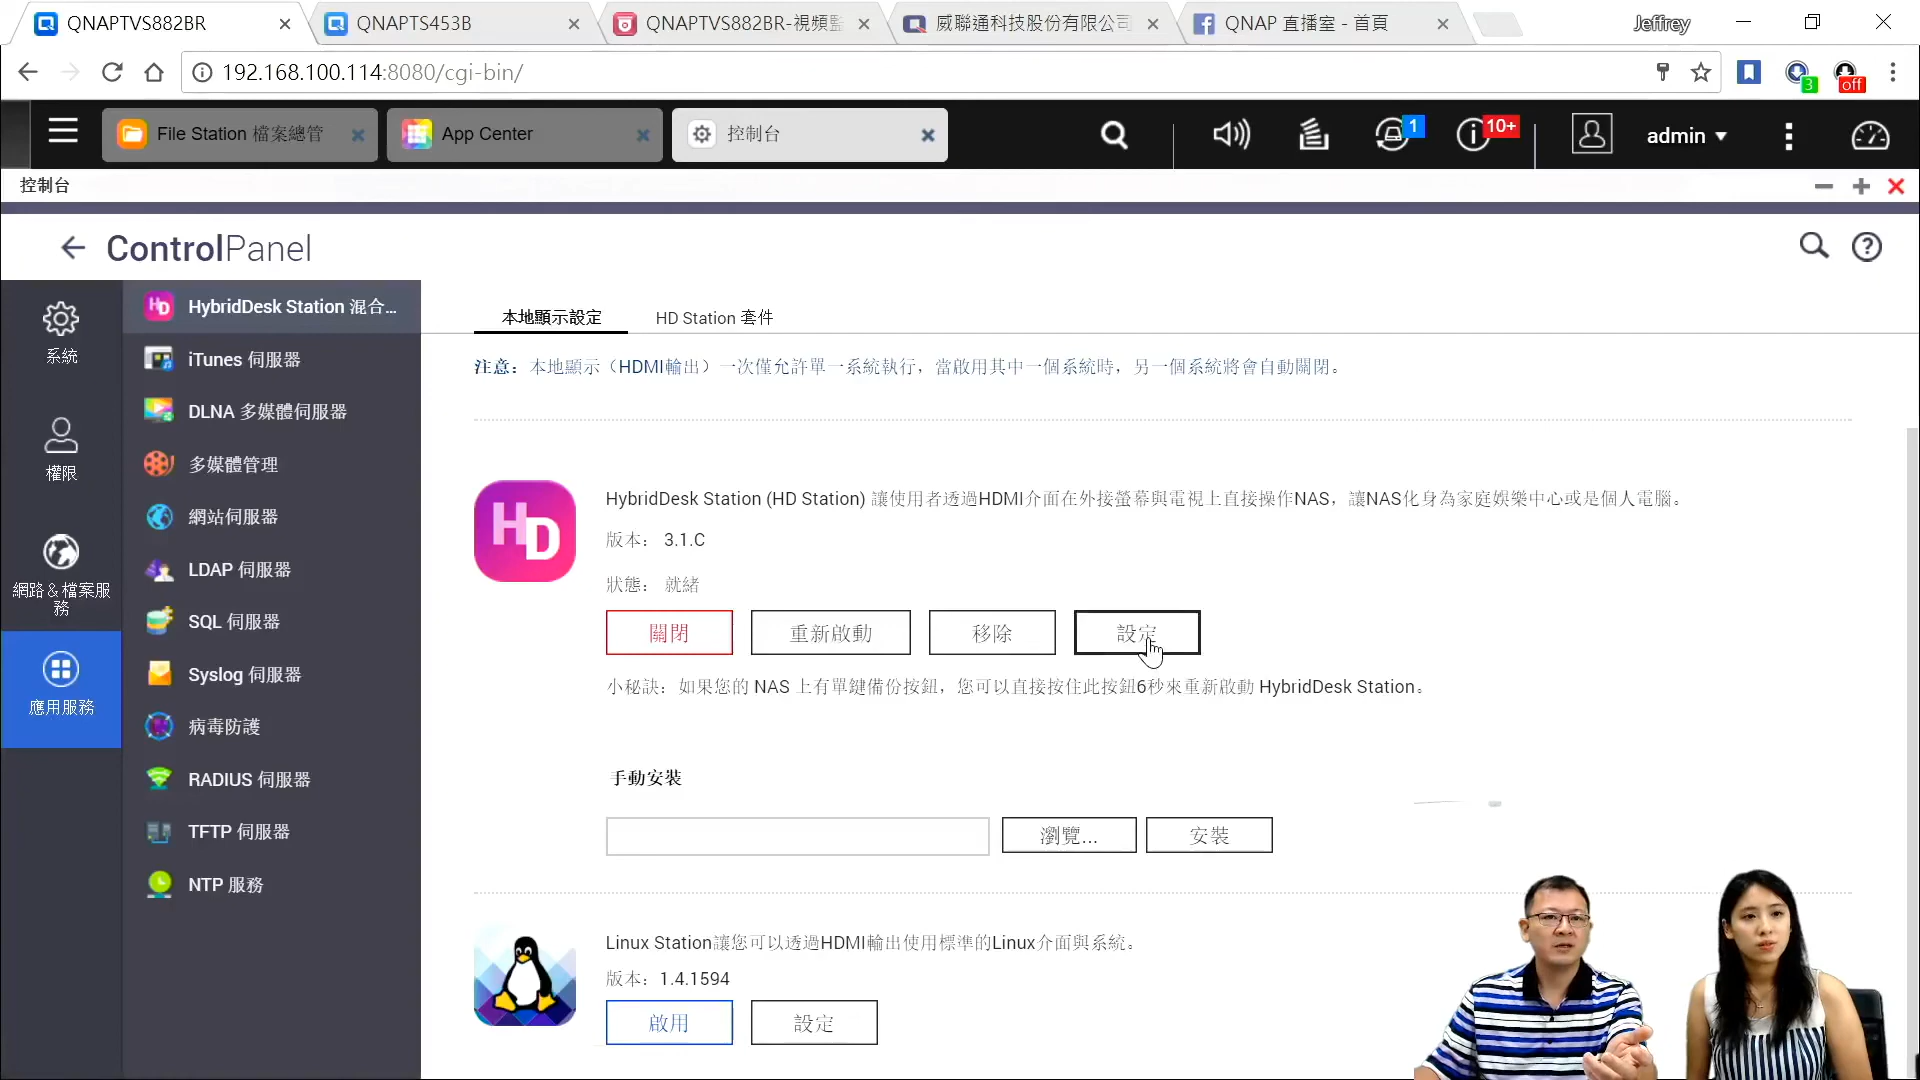 QNAPTVS882BR
QNAPTS453B
QNAPTVS882BR-視頻監
威聯通科技股份有限公司
QNAP 直播室 - 首頁
Jeffrey
192.168.100.114:8080/cgi-bin/
3
off
File Station 檔案總管
App Center
控制台
1
10+
admin
控制台
ControlPanel
系統
權限
網路 & 檔案服
務
應用服務
HybridDesk Station 混合...
iTunes 伺服器
DLNA 多媒體伺服器
多媒體管理
網站伺服器
LDAP 伺服器
SQL 伺服器
Syslog 伺服器
病毒防護
RADIUS 伺服器
TFTP 伺服器
NTP 服務
本地顯示設定
HD Station 套件
注意：本地顯示（HDMI輸出）一次僅允許單一系統執行，當啟用其中一個系統時，另一個系統將會自動關閉。
HD
HybridDesk Station (HD Station) 讓使用者透過HDMI介面在外接螢幕與電視上直接操作NAS，讓NAS化身為家庭娛樂中心或是個人電腦。
版本： 3.1.C
狀態： 就緒
關閉
重新啟動
移除
設定
小秘訣：如果您的 NAS 上有單鍵備份按鈕，您可以直接按住此按鈕6秒來重新啟動 HybridDesk Station。
手動安裝
瀏覽...
安裝
Linux Station讓您可以透過HDMI輸出使用標準的Linux介面與系統。
版本：1.4.1594
啟用
設定